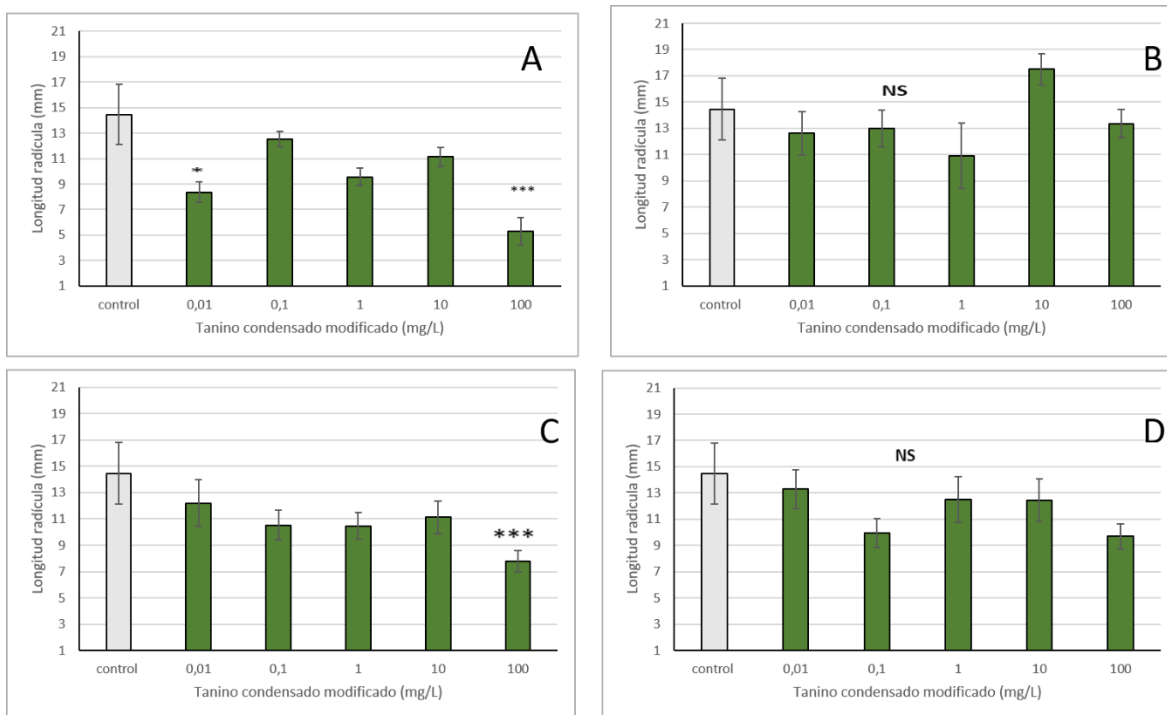 A
Longitud radícula (mm)
21
19
17
15
13
11
9
7
5
3
1
*
***
control 0,01 0,1 1 10 100
Tanino condensado modificado (mg/L)
B
Longitud radícula (mm)
21
19
17
15
13
11
9
7
5
3
1
NS
control 0,01 0,1 1 10 100
Tanino condensado modificado (mg/L)
C
Longitud radícula (mm)
21
19
17
15
13
11
9
7
5
3
1
***
control 0,01 0,1 1 10 100
Tanino condensado modificado (mg/L)
D
Longitud radícula (mm)
21
19
17
15
13
11
9
7
5
3
1
NS
control 0,01 0,1 1 10 100
Tanino condensado modificado (mg/L)